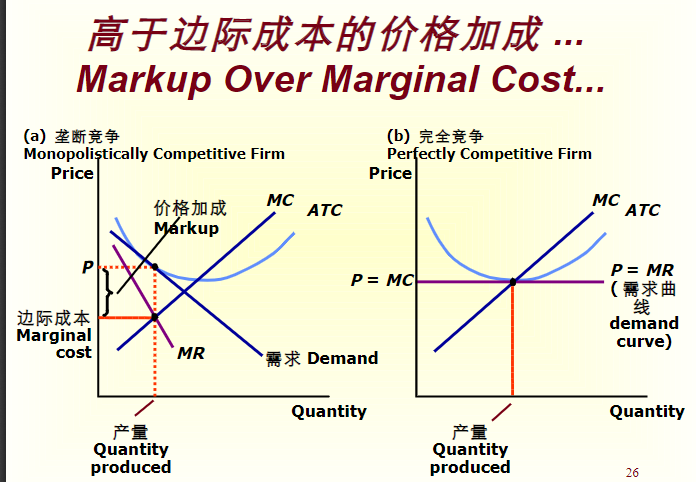 高于边际成本的价格加成 ...
Markup Over Marginal Cost...
(a) 垄断竞争
Monopolistically Competitive Firm
Price
价格加成
Markup
MC
ATC
P
边际成本
Marginal
cost
MR
需求 Demand
Quantity
产量
Quantity
produced
(b) 完全竞争
Perfectly Competitive Firm
Price
MC
ATC
P = MC
P = MR
( 需求曲
线
demand
curve)
Quantity
产量
Quantity
produced
26